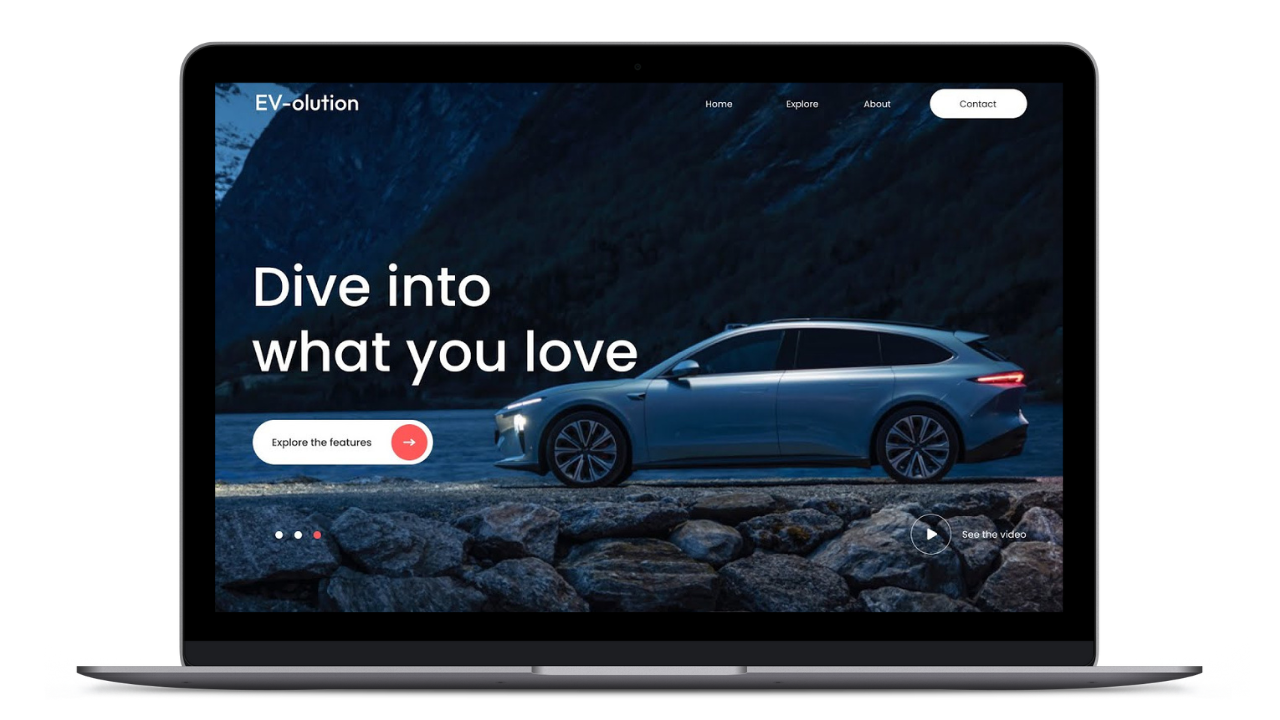 EV-olution
Home
Explore
About
Contact
Dive into
what you love
Explore the features
See the video